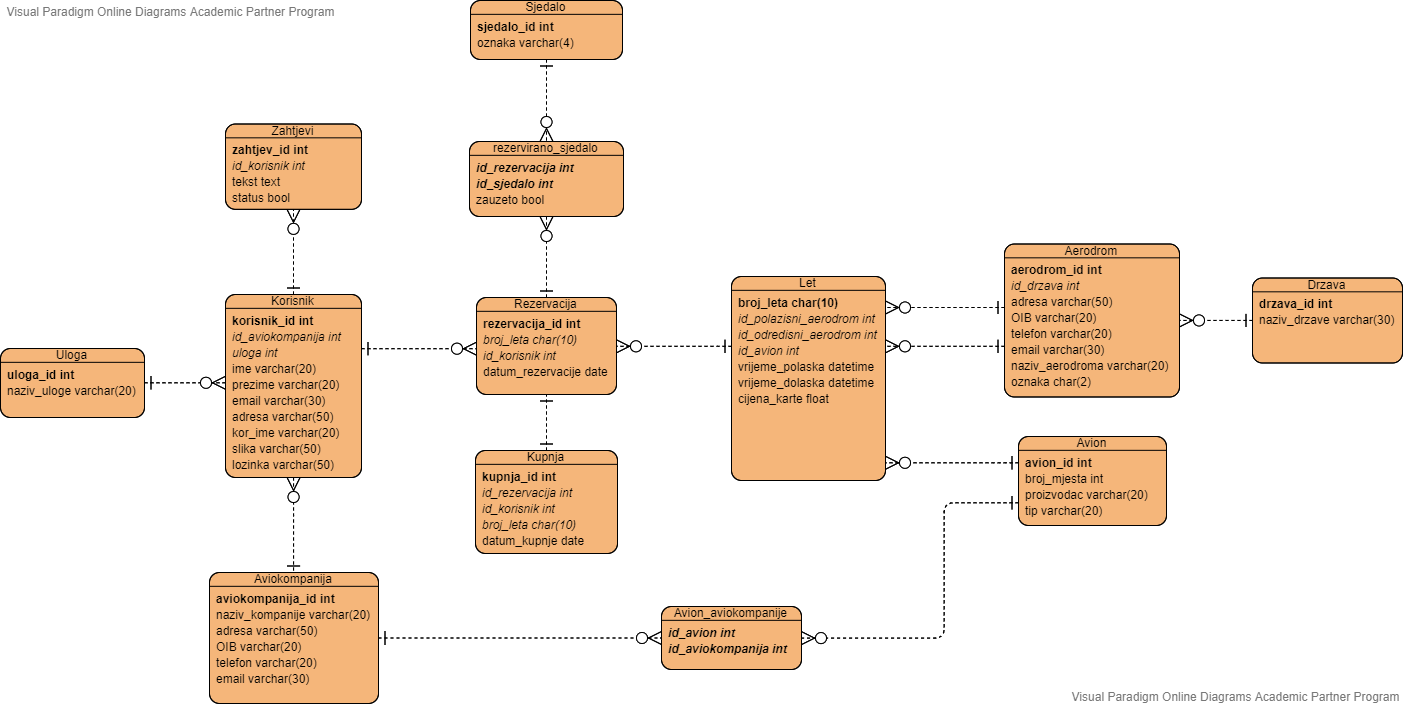 Visual Paradigm Online Diagrams Academic Partner Program
Sjedalo
sjedalo_id int
oznaka varchar(4)
Zahtjevi
zahtjev_id int
id_korisnik int
tekst text
status bool
rezervirano_sjedalo
id_rezervacija int
id_sjedalo int
zauzeto bool
Uloga
uloga_id int
naziv_uloge varchar(20)
Korisnik
korisnik_id int
id_aviokompanija int
uloga int
ime varchar(20)
prezime varchar(20)
email varchar(30)
adresa varchar(50)
kor_ime varchar(20)
slika varchar(50)
lozinka varchar(50)
Rezervacija
rezervacija_id int
broj_leta char(10)
id_korisnik int
datum_rezervacije date
Let
broj_leta char(10)
id_polazisni_aerodrom int
id_odredisni_aerodrom int
id_avion int
vrijeme_polaska datetime
vrijeme_dolaska datetime
cijena_karte float
Aerodrom
aerodrom_id int
id_drzava int
adresa varchar(50)
OIB varchar(20)
telefon varchar(20)
email varchar(30)
naziv_aerodroma varchar(20)
oznaka char(2)
Drzava
drzava_id int
naziv_drzave varchar(30)
Kupnja
kupnja_id int
id_rezervacija int
id_korisnik int
broj_leta char(10)
datum_kupnje date
Avion
avion_id int
broj_mjesta int
proizvodac varchar(20)
tip varchar(20)
Aviokompanija
aviokompanija_id int
naziv_kompanije varchar(20)
adresa varchar(50)
OIB varchar(20)
telefon varchar(20)
email varchar(30)
Avion_aviokompanije
id_avion int
id_aviokompanija int
Visual Paradigm Online Diagrams Academic Partner Program